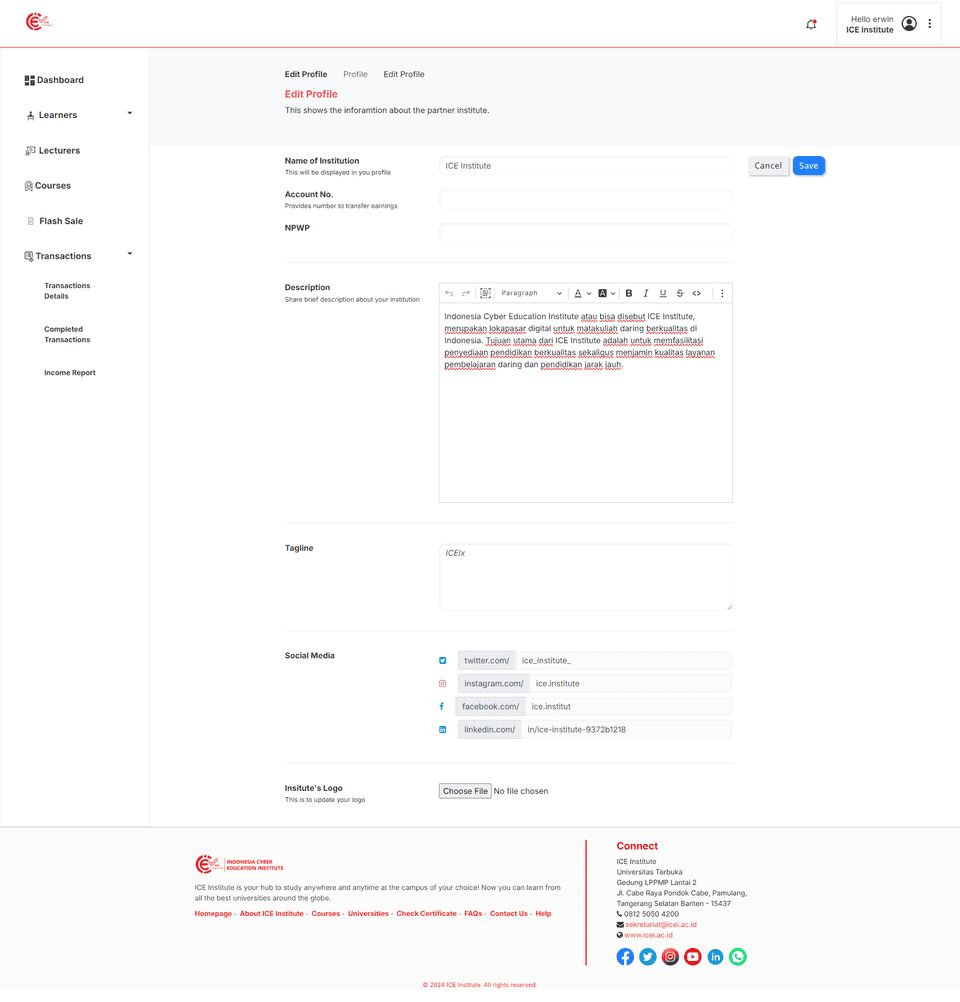 Hello erwin
ICE Institute
Dashboard
Learners
Lecturers
Courses
Flash Sale
Transactions
Transactions
Details
Completed
Transactions
Income Report
Edit Profile Profile Edit Profile
Edit Profile
This shows the inforamtion about the partner institute.
Name of Institution
This will be displayed in you profile
ICE Institute
Cancel Save
Account No.
Provides number to transfer earnings
NPWP
Description
Share brief description about your institution
Paragraph A A B I U S <>
Indonesia Cyber Education Institute atau bisa disebut ICE Institute,
merupakan lokapasar digital untuk matakuliah daring berkualitas di
Indonesia. Tujuan utama dari ICE Institute adalah untuk memfasilitasi
penyediaan pendidikan berkualitas sekaligus menjamin kualitas layanan
pembelajaran daring dan pendidikan jarak jauh.
Tagline
ICEIx
Social Media
twitter.com/ ice_institute_
instagram.com/ ice.institute
facebook.com/ ice.institut
linkedin.com/ in/ice-institute-9372b1218
Insitute's Logo
This is to update your logo
Choose File No file chosen
INDONESIA CYBER
EDUCATION INSTITUTE
ICE Institute is your hub to study anywhere and anytime at the campus of your choice! Now you can learn from
all the best universities around the globe.
Homepage - About ICE Institute - Courses - Universities - Check Certificate - FAQs - Contact Us - Help
Connect
ICE Institute
Universitas Terbuka
Gedung LPPMP Lantai 2
Jl. Cabe Raya Pondok Cabe, Pamulang,
Tangerang Selatan Banten - 15437
0812 5050 4200
sekretariat@icei.ac.id
www.icei.ac.id
© 2024 ICE Institute. All rights reserved.